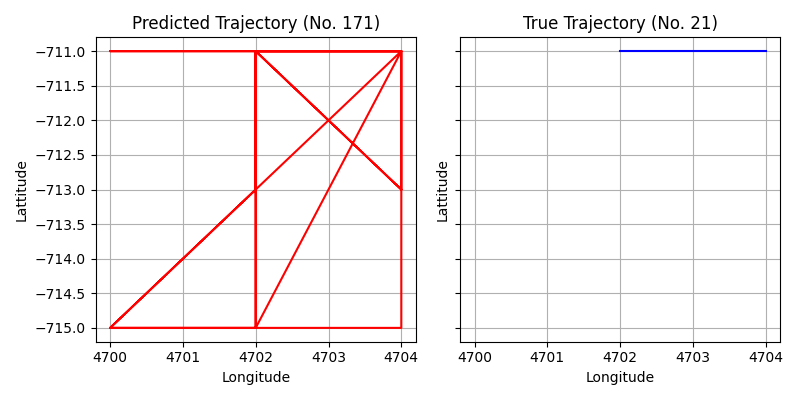 Predicted Trajectory (No. 171)
True Trajectory (No. 21)
−711.0
−711.5
−712.0
−712.5
−713.0
−713.5
−714.0
−714.5
−715.0
Lattitude
Lattitude
4700 4701 4702 4703 4704
4700 4701 4702 4703 4704
Longitude
Longitude